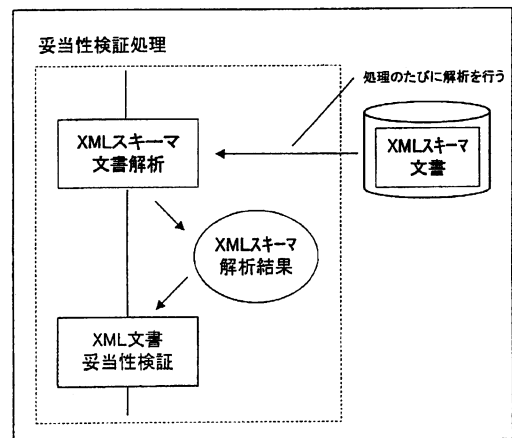 妥当性検証処理
処理のたびに解析を行う
XMLスキーマ
文書解析
XMLスキーマ
文書
XMLスキーマ
解析結果
XML文書
妥当性検証